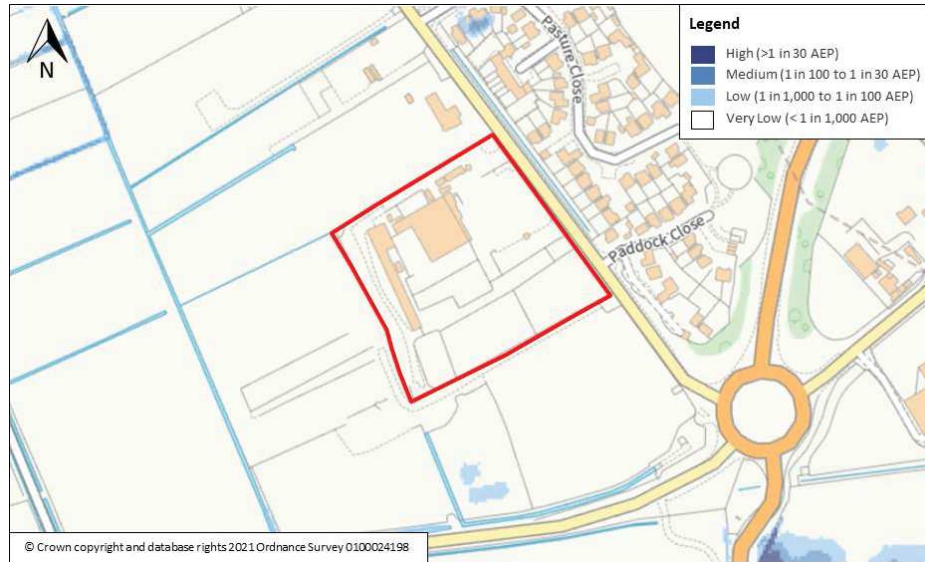 N
Pasture Close
Paddock Close
Legend
High (>1 in 30 AEP)
Medium (1 in 100 to 1 in 30 AEP)
Low (1 in 1,000 to 1 in 100 AEP)
Very Low (< 1 in 1,000 AEP)
© Crown copyright and database rights 2021 Ordnance Survey 0100024198